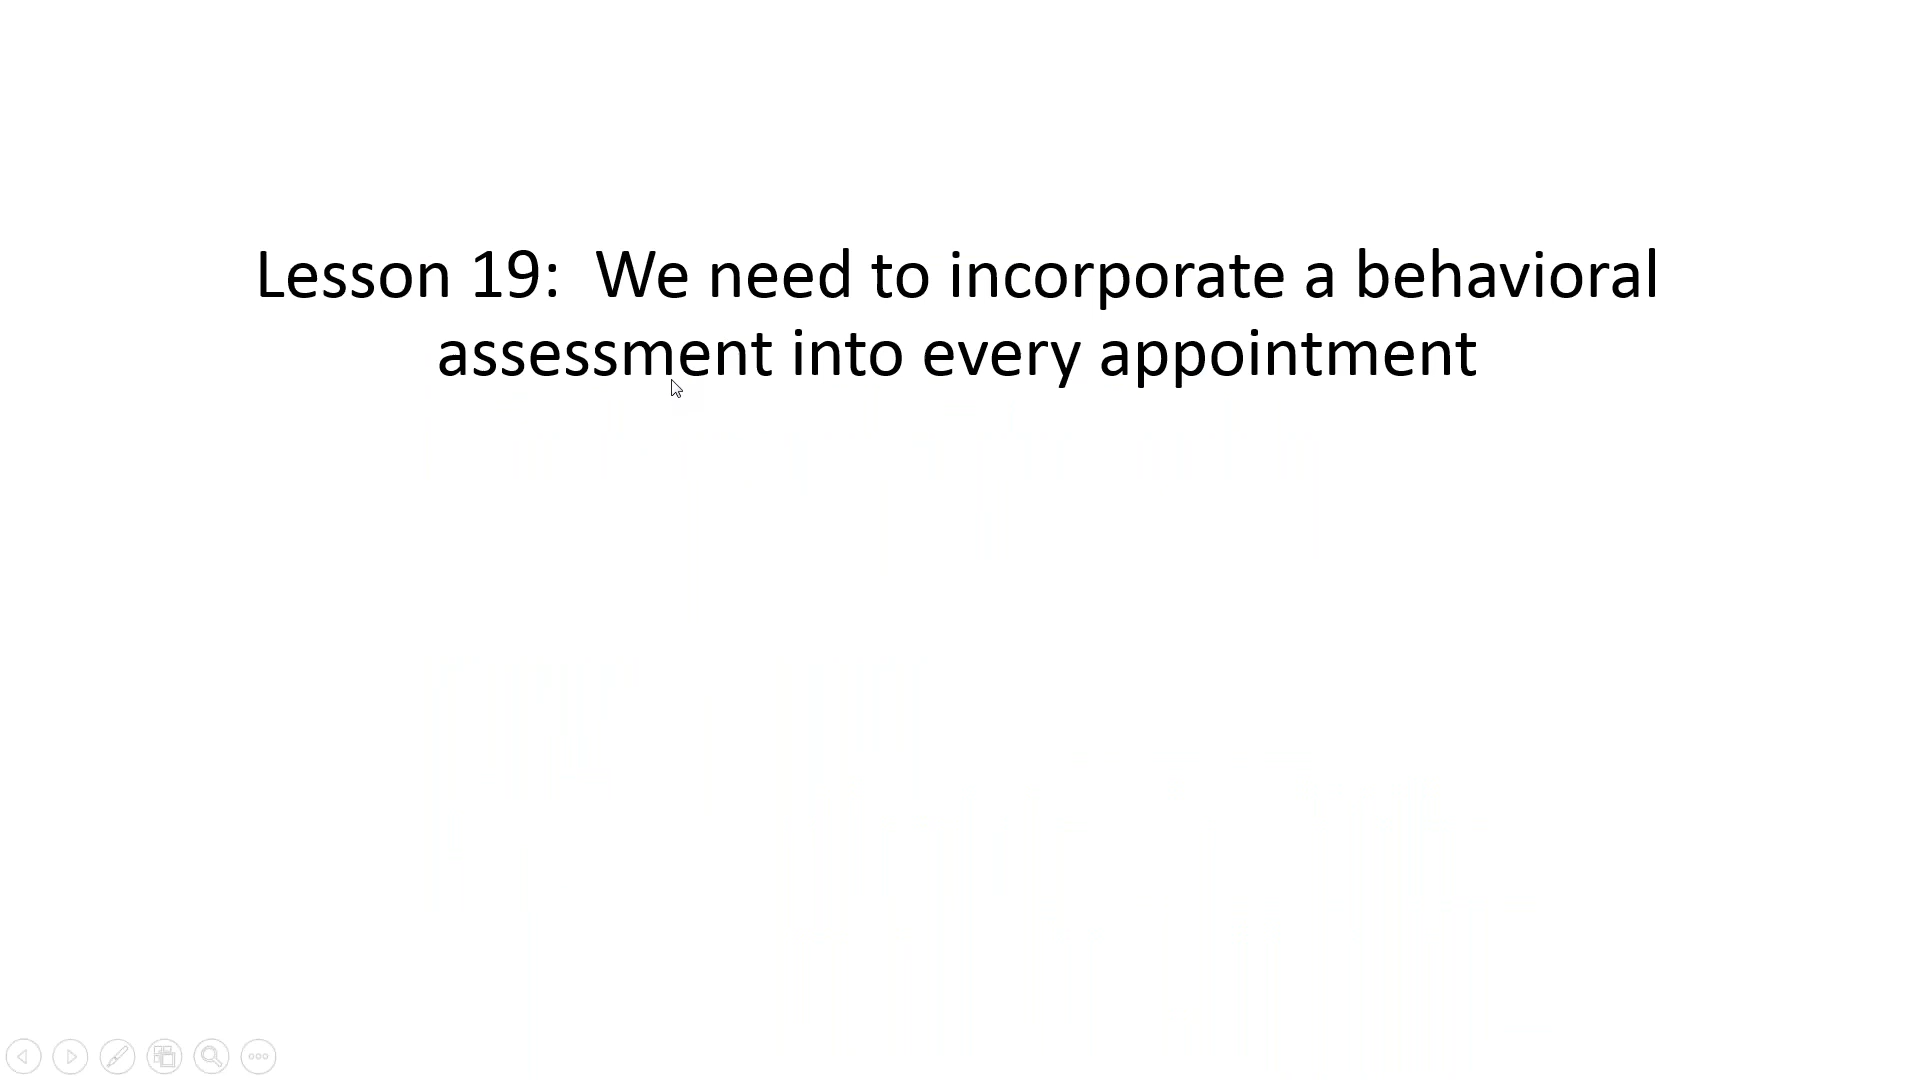 Lesson 19:  We need to incorporate a behavioral
assessment into every appointment